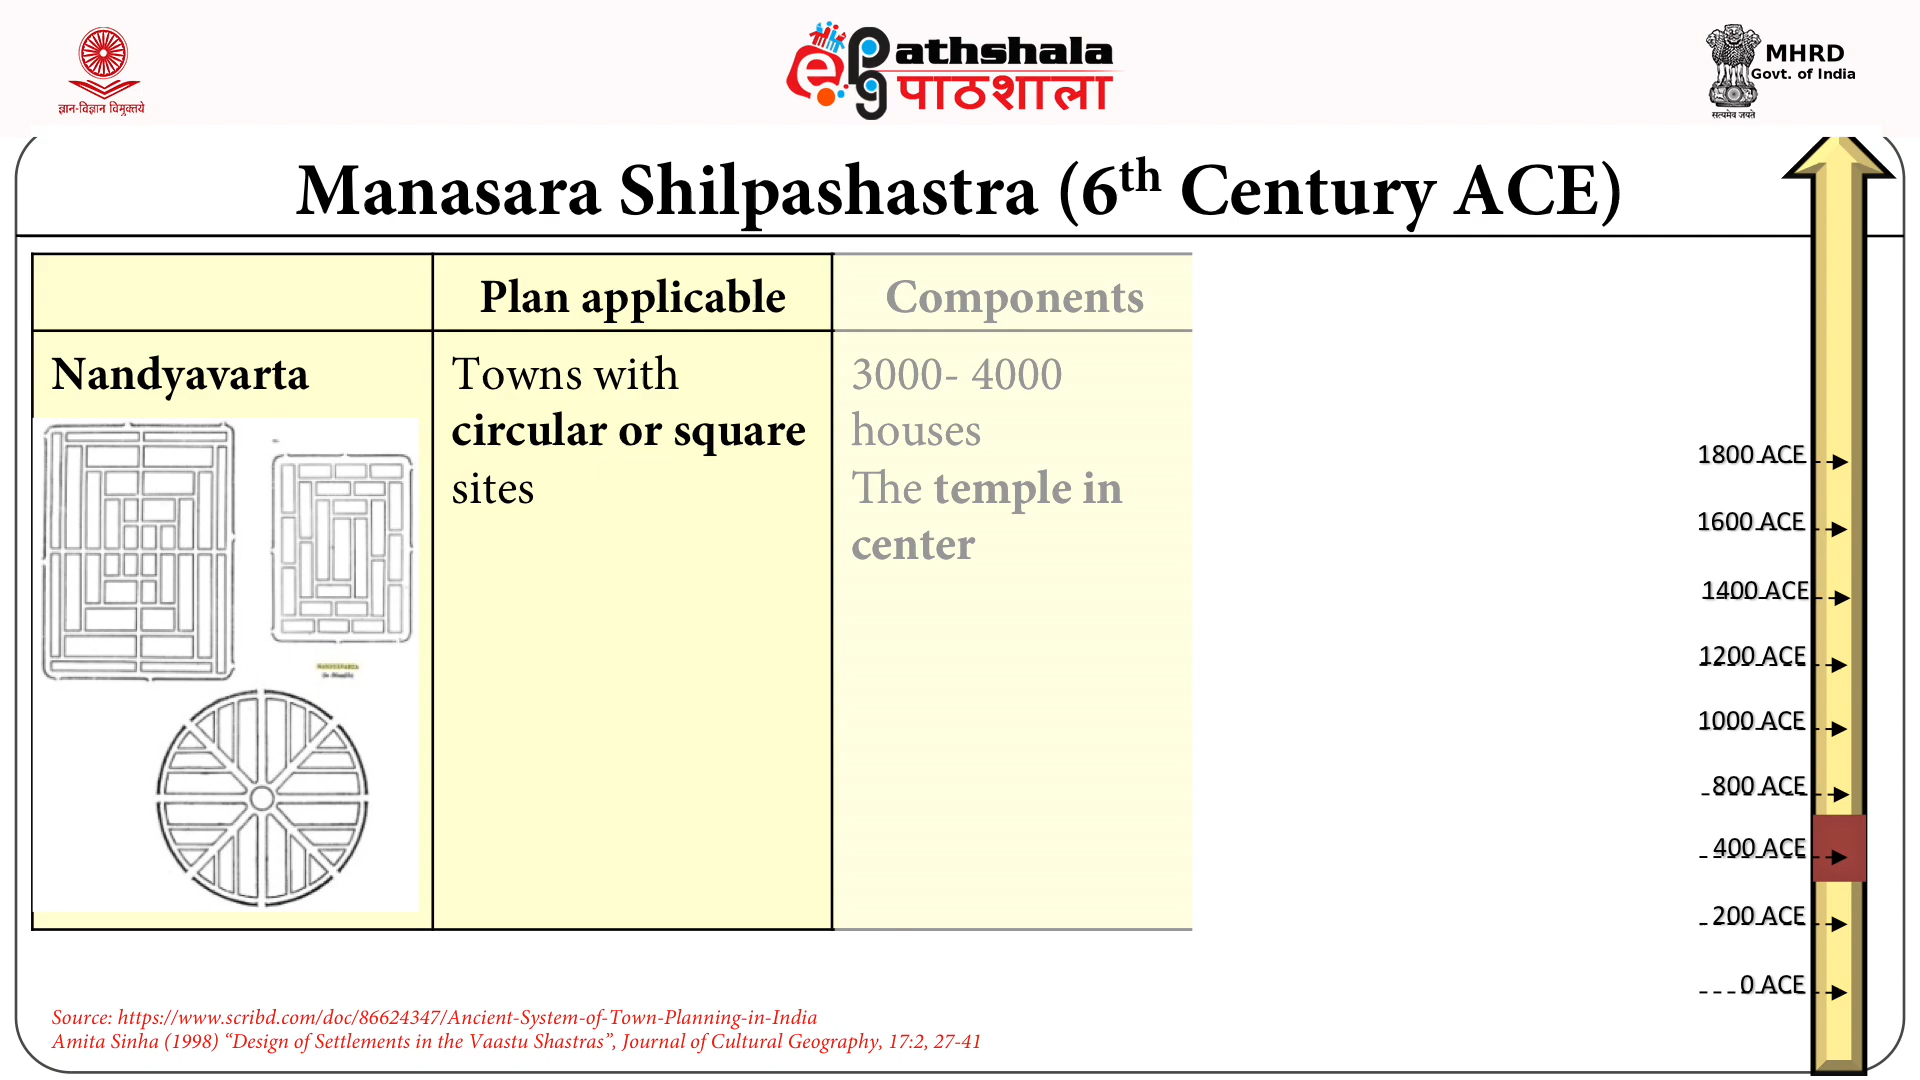 ज्ञान-विज्ञान विमुक्तये
e PG athshala
पाठशाला
MHRD
Govt. of India
सत्यमेव जयते
Manasara Shilpashastra (6th Century ACE)
Plan applicable
Components
Nandyavarta
Towns with
circular or square
sites
3000- 4000
houses
The temple in
center
NANDYAVARTA
1800 ACE
1600 ACE
1400 ACE
1200 ACE
1000 ACE
800 ACE
400 ACE
200 ACE
0 ACE
Source: https://www.scribd.com/doc/86624347/Ancient-System-of-Town-Planning-in-India
Amita Sinha (1998) “Design of Settlements in the Vaastu Shastras”, Journal of Cultural Geography, 17:2, 27-41